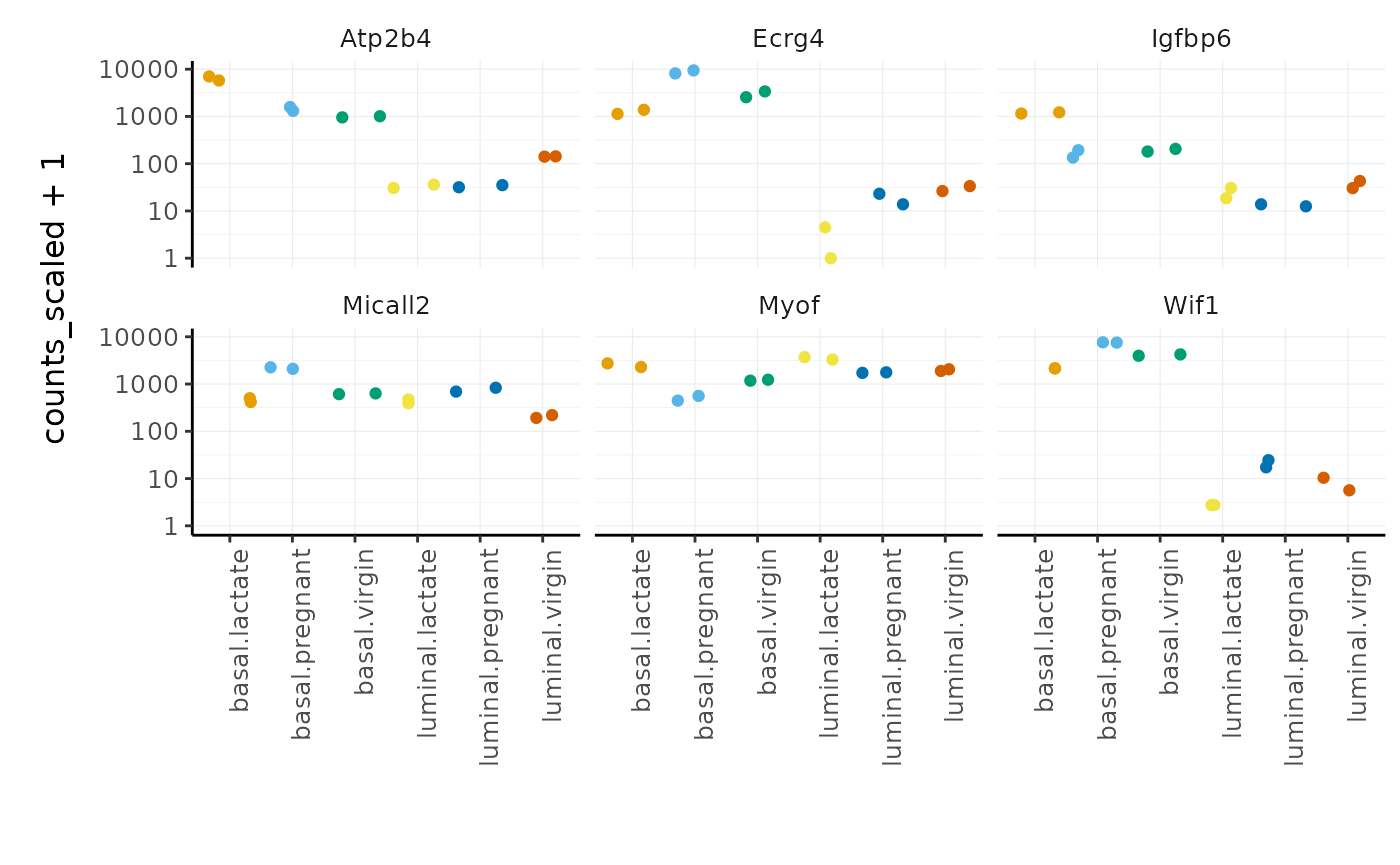 Atp2b4 Ecrg4 Igfbp6
10000
1000
100
10
1
counts_scaled + 1
Micall2 Myof Wif1
10000
1000
100
10
1
basal.lactate basal.pregnant basal.virgin luminal.lactate luminal.pregnant luminal.virgin basal.lactate basal.pregnant basal.virgin luminal.lactate luminal.pregnant luminal.virgin basal.lactate basal.pregnant basal.virgin luminal.lactate luminal.pregnant luminal.virgin